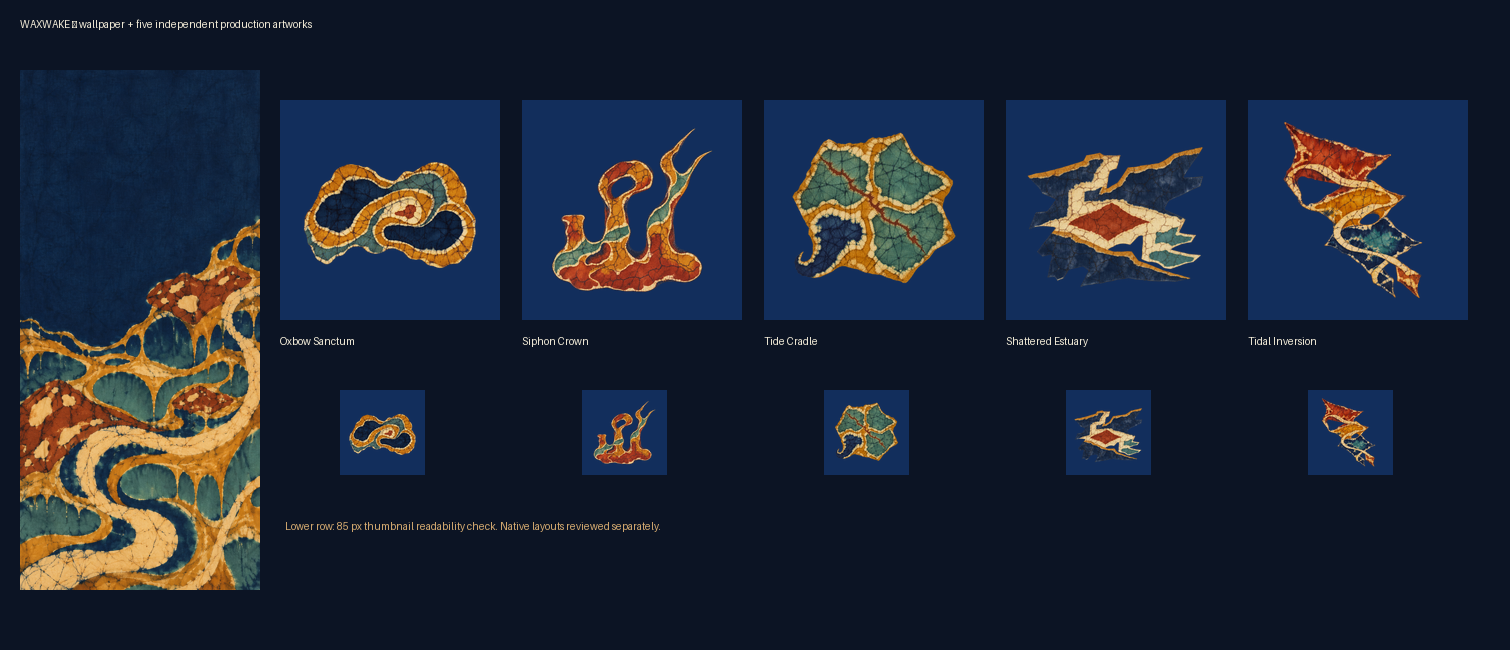 WAXWAKE □ wallpaper + five independent production artworks
Oxbow Sanctum
Siphon Crown
Tide Cradle
Shattered Estuary
Tidal Inversion
Lower row: 85 px thumbnail readability check. Native layouts reviewed separately.